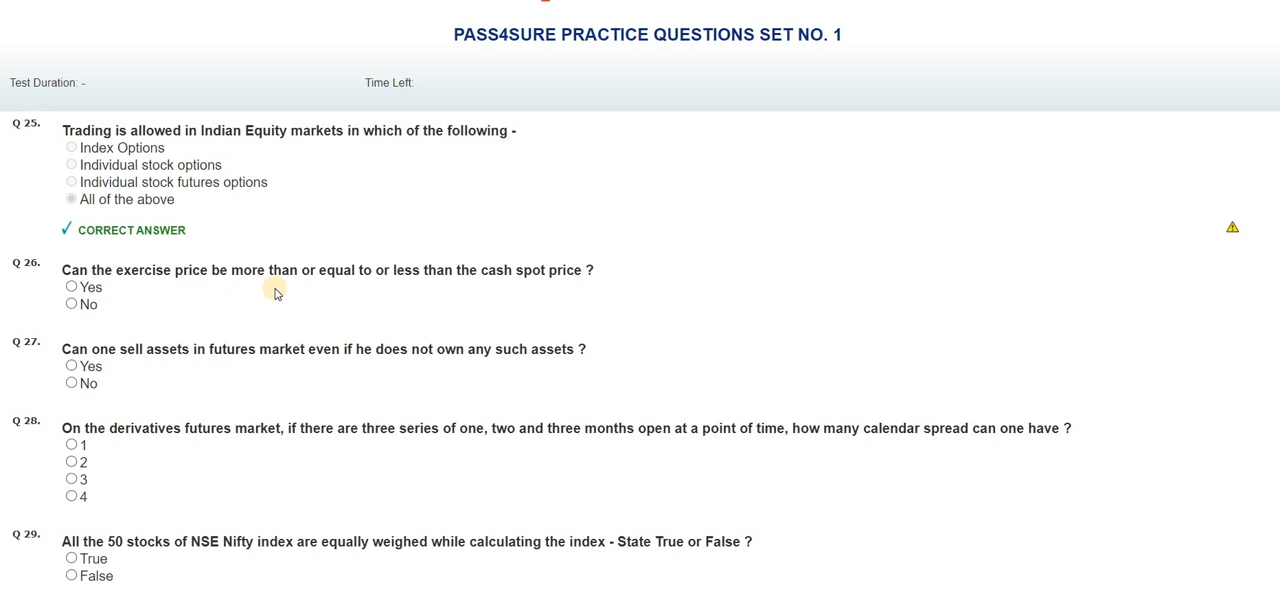 PASS4SURE PRACTICE QUESTIONS SET NO. 1
Test Duration: -
Time Left:
Q 25.
Trading is allowed in Indian Equity markets in which of the following -
Index Options
Individual stock options
Individual stock futures options
All of the above
CORRECT ANSWER
Q 26.
Can the exercise price be more than or equal to or less than the cash spot price ?
Yes
No
Q 27.
Can one sell assets in futures market even if he does not own any such assets ?
Yes
No
Q 28.
On the derivatives futures market, if there are three series of one, two and three months open at a point of time, how many calendar spread can one have ?
1
2
3
4
Q 29.
All the 50 stocks of NSE Nifty index are equally weighed while calculating the index - State True or False ?
True
False